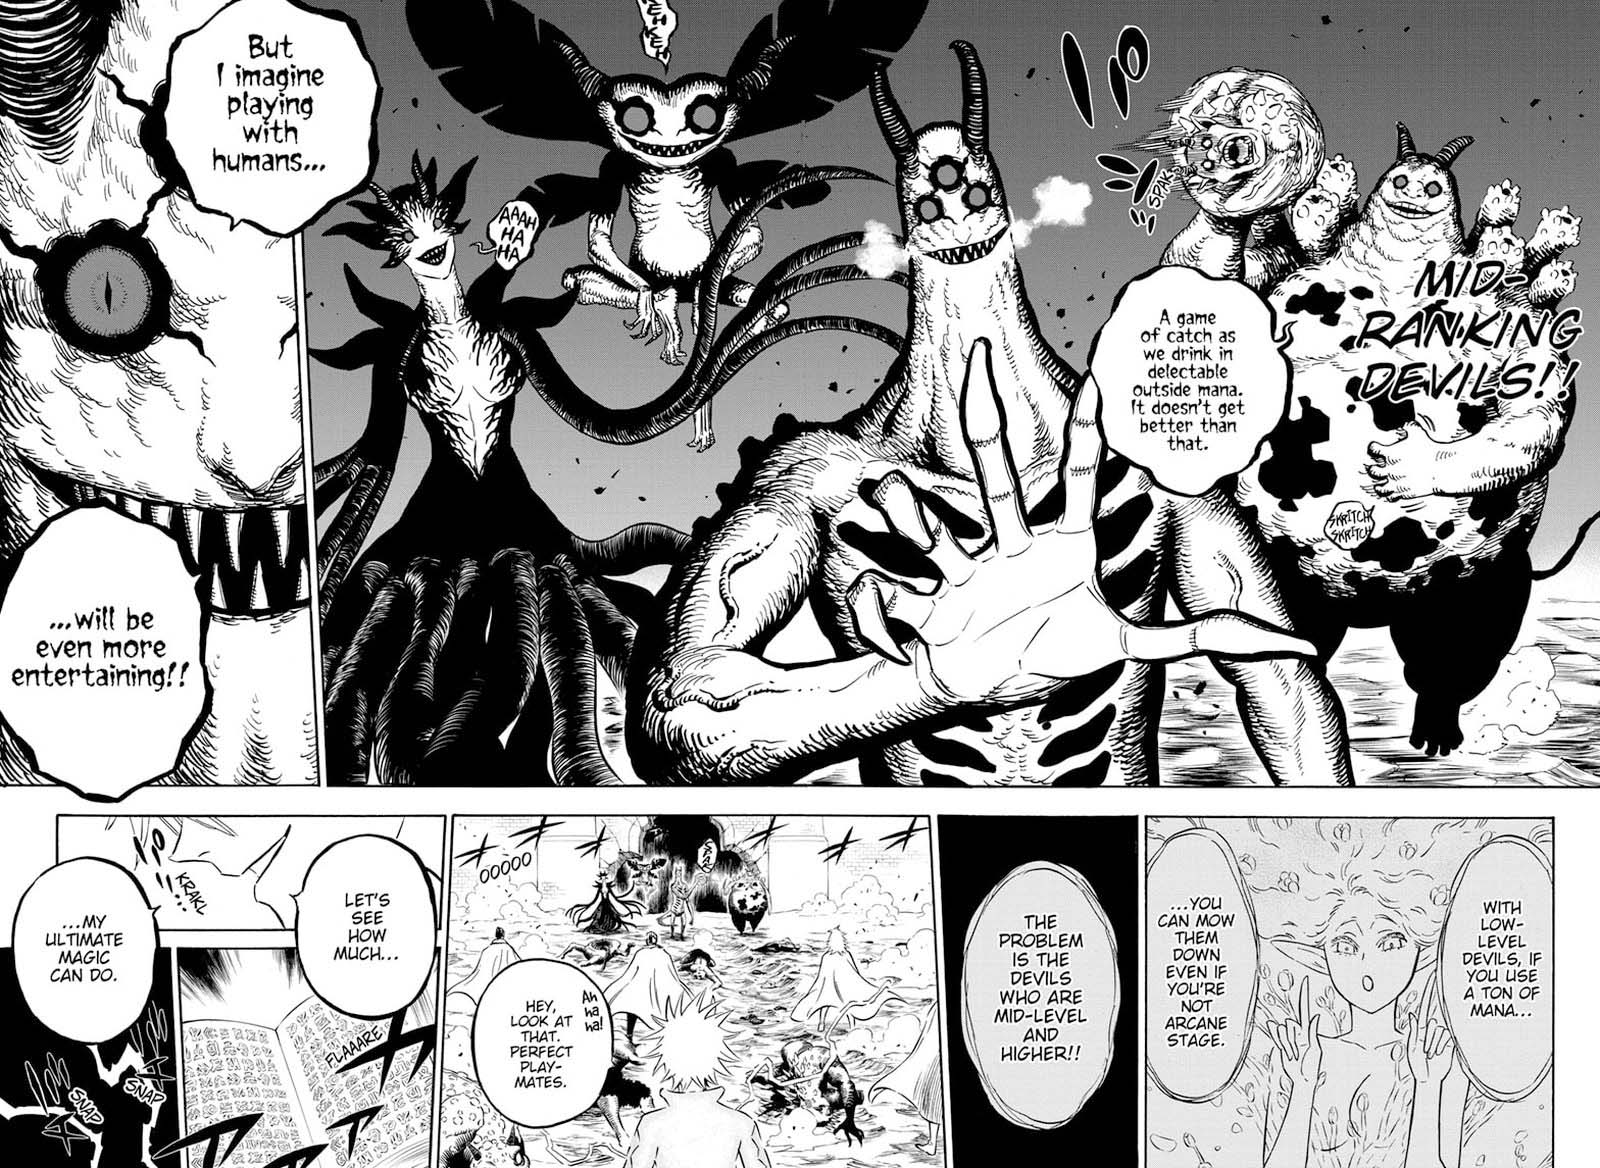 MID-
RANKING
DEVILS!!
SPIK
A game
of catch as
we drink in
delectable
outside mana.
It doesn't get
better than
that.
SKRITCH
SKRITCH
KEH
KEH
AAAH
HA
HA
But
I imagine
playing
with
humans...
...will be
even more
entertaining!!
WITH
LOW-
LEVEL
DEVILS, IF
YOU USE
A TON OF
MANA...
...YOU
CAN MOW
THEM
DOWN
EVEN IF
YOU'RE
NOT
ARCANE
STAGE.
THE
PROBLEM
IS THE
DEVILS
WHO ARE
MID-LEVEL
AND
HIGHER!!
OOOOO
Ah
ha
ha!
HEY,
LOOK AT
THAT.
PERFECT
PLAY-
MATES.
LET'S
SEE
HOW
MUCH...
KRAKL
FLAAARE
...MY
ULTIMATE
MAGIC
CAN DO.
SNAP
SNAP